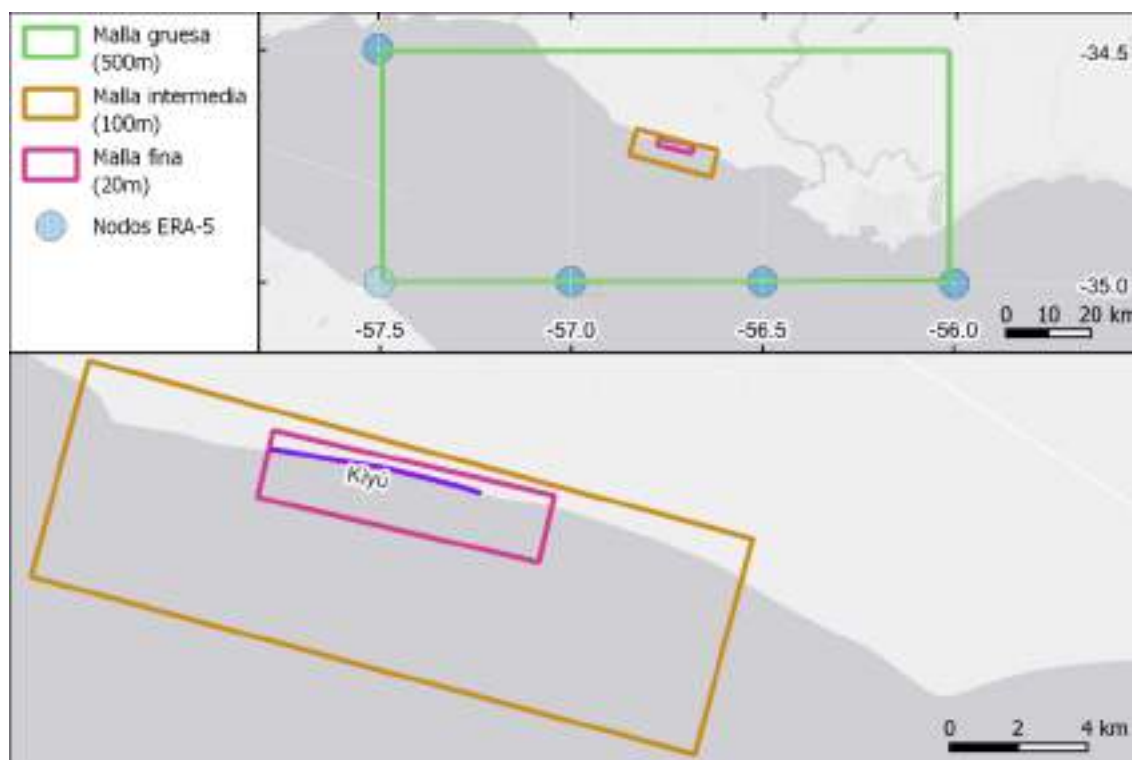 Malla gruesa
(500m)
Malla intermedia
(100m)
Malla fina
(20m)
Nodos ERA-5
-34.5
-35.0
-57.5
-57.0
-56.5
-56.0
0 10 20 km
Kiyú
0 2 4 km